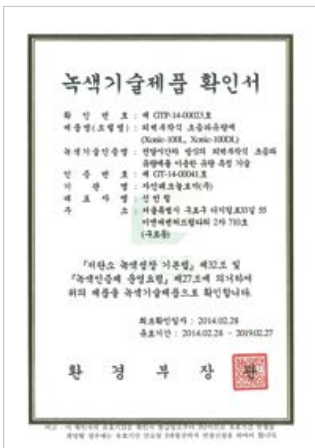 녹색기술제품 확인서
확 인 번 호 : 제 GTP-14-00023호
제품명(모델명) : 외벽부착식 초음파유량계
(Xonic-100L, Xonic-100DL)
녹색기술인증명 : 전달시간차 방식의 외벽부착식 초음파
유량계를 이용한 유량 측정 기술
인 증 번 호 : 제 GT-14-00041호
기 관 명 : 자인테크놀로지(주)
대 표 자 명 :
주 소 : 서울특별시 구로구 디지털로33길 55
이앤씨벤처드림타워 2차 710호
(구로동)
『저탄소 녹색성장 기본법』제32조 및
『녹색인증제 운영요령』제27조에 의거하여
위의 제품을 녹색기술제품으로 확인합니다.
최초확인일자 : 2014.02.28
유효기간 : 2014.02.28 - 2019.02.27
환 경 부 장 관